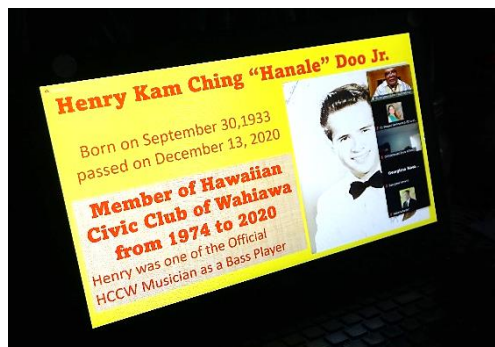 Henry Kam Ching “Hanale” Doo Jr.
Born on September 30,1933
passed on December 13, 2020
Member of Hawaiian
Civic Club of Wahiawa
from 1974 to 2020
Henry was one of the Official
HCCW Musician as a Bass Player